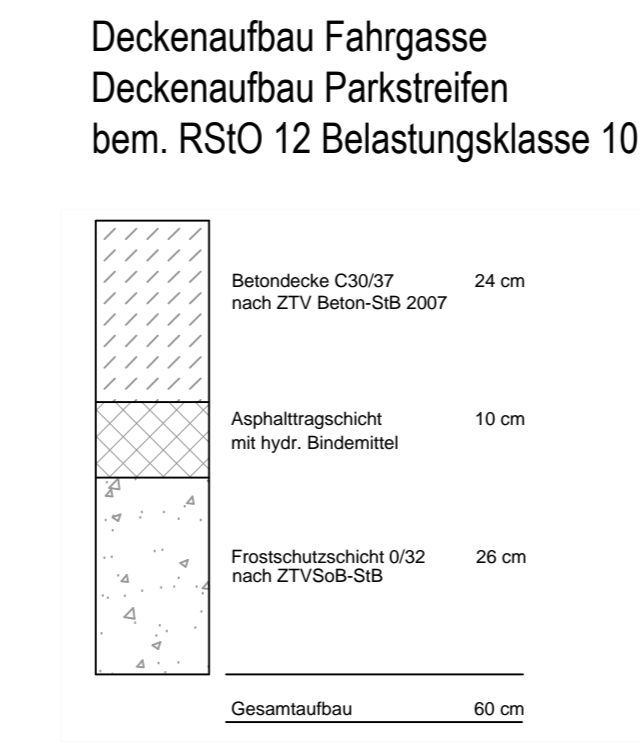 Deckenaufbau Fahrgasse
Deckenaufbau Parkstreifen
bem. RStO 12 Belastungsklasse 10
Betondecke C30/37 24 cm
nach ZTV Beton-StB 2007
Asphalttragschicht 10 cm
mit hydr. Bindemittel
Frostschutzschicht 0/32 26 cm
nach ZTVSoB-StB
Gesamtaufbau 60 cm